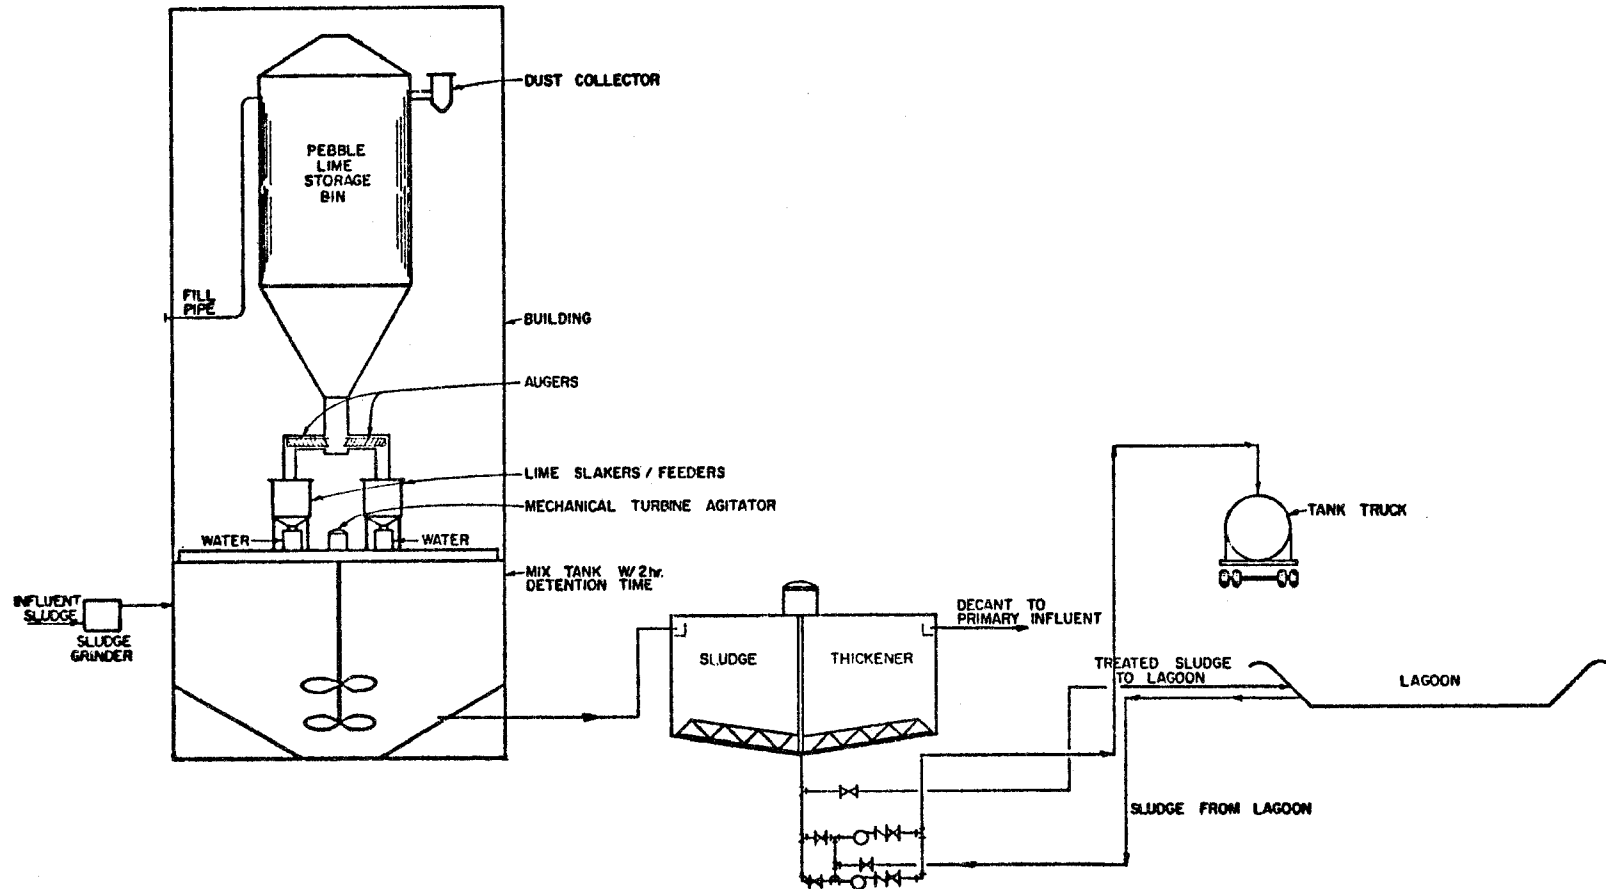 DUST COLLECTOR
PEBBLE
LIME
STORAGE
BIN
FILL
PIPE
BUILDING
AUGERS
LIME SLAKERS / FEEDERS
MECHANICAL TURBINE AGITATOR
WATER
WATER
MIX TANK W/ 2hr.
DETENTION TIME
INFLUENT
SLUDGE
SLUDGE
GRINDER
SLUDGE THICKENER
DECANT TO
PRIMARY INFLUENT
TANK TRUCK
TREATED SLUDGE
TO LAGOON
LAGOON
SLUDGE FROM LAGOON